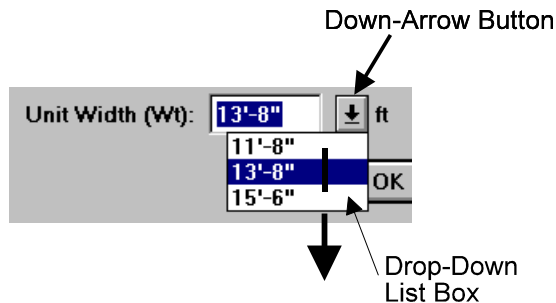 Down-Arrow Button
Unit Width (Wt): 13'-8" ft
11'-8"
13'-8"
OK
15'-6"
Drop-Down
List Box